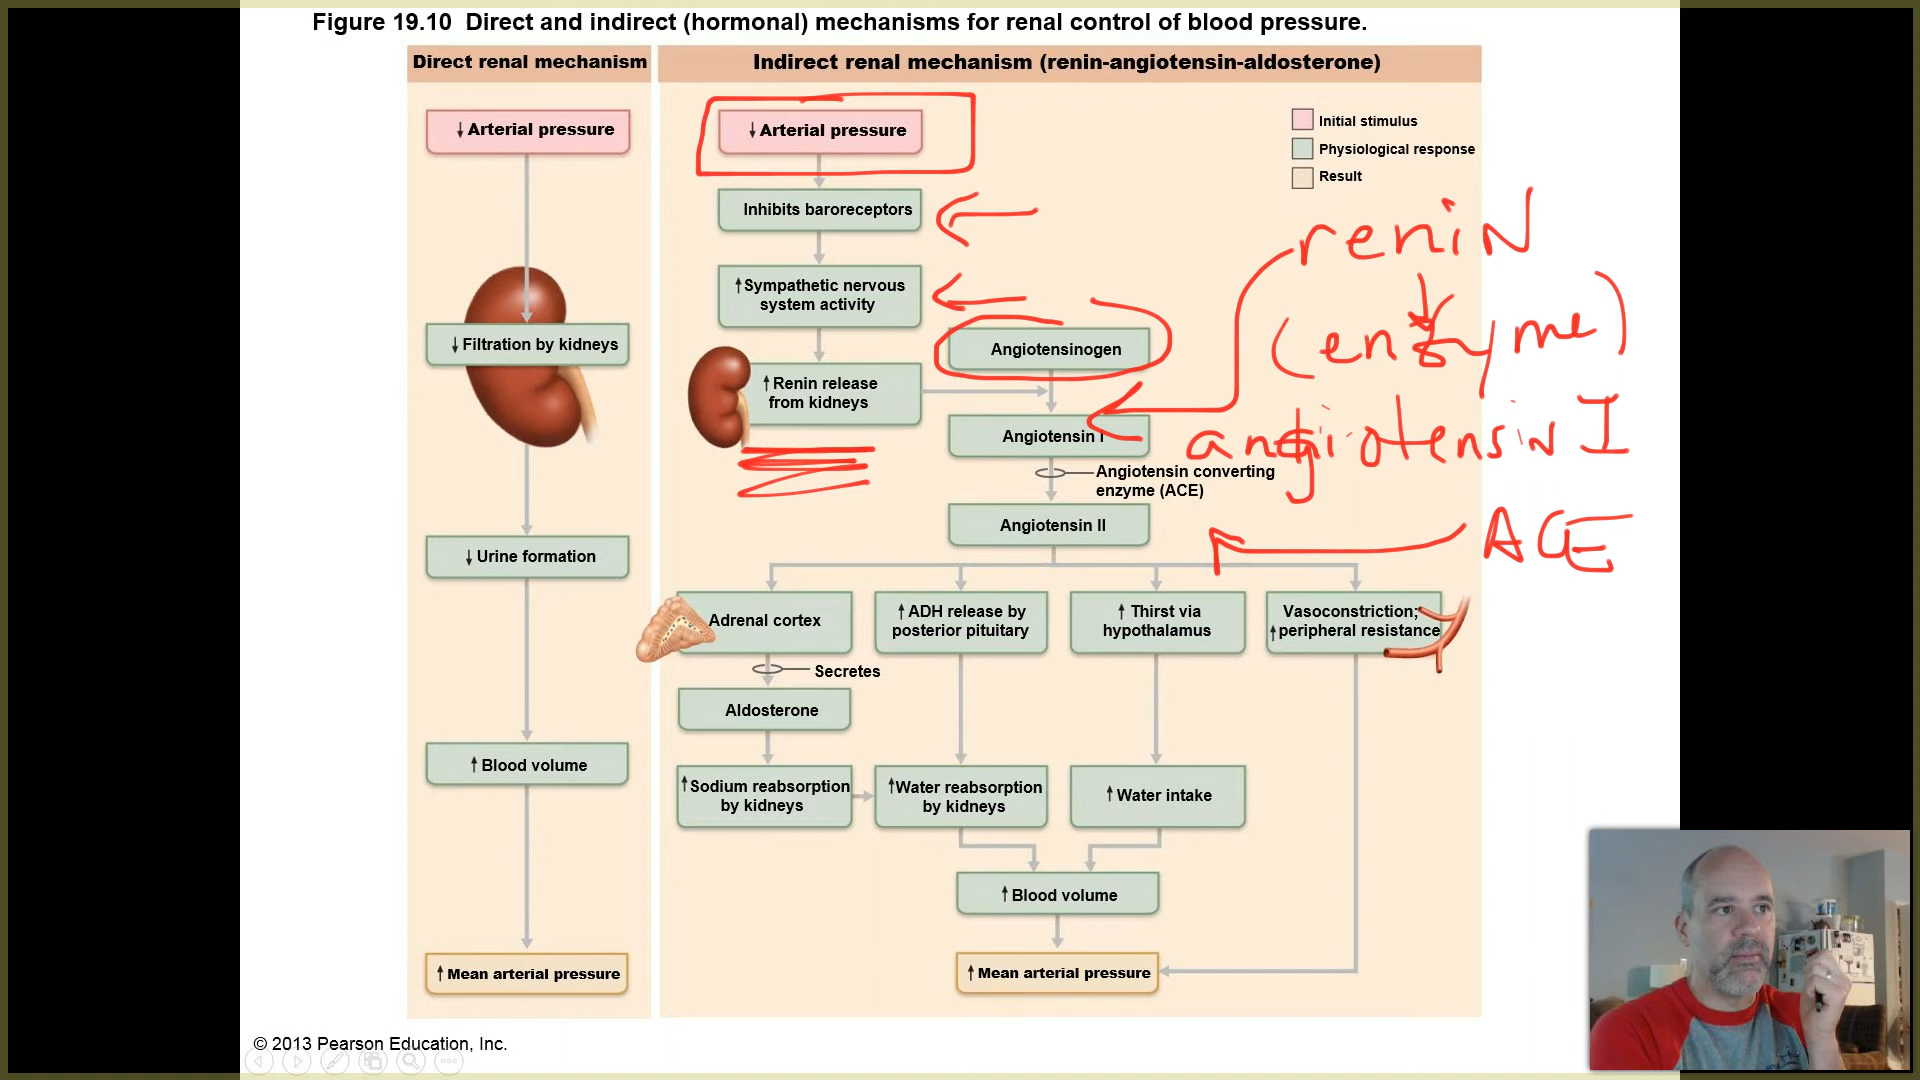 Figure 19.10 Direct and indirect (hormonal) mechanisms for renal control of blood pressure.
Direct renal mechanism
↓ Arterial pressure
↓ Filtration by kidneys
↓ Urine formation
↑ Blood volume
↑ Mean arterial pressure
Indirect renal mechanism (renin-angiotensin-aldosterone)
Initial stimulus
Physiological response
Result
↓ Arterial pressure
Inhibits baroreceptors
↑ Sympathetic nervous
system activity
Angiotensinogen
↑ Renin release
from kidneys
Angiotensin I
Angiotensin converting
enzyme (ACE)
Angiotensin II
Adrenal cortex
↑ ADH release by
posterior pituitary
↑ Thirst via
hypothalamus
Vasoconstriction;
↑ peripheral resistance
Secretes
Aldosterone
↑ Sodium reabsorption
by kidneys
↑ Water reabsorption
by kidneys
↑ Water intake
↑ Blood volume
↑ Mean arterial pressure
reniN
(enzyme)
angiotensin I
ACE
© 2013 Pearson Education, Inc.